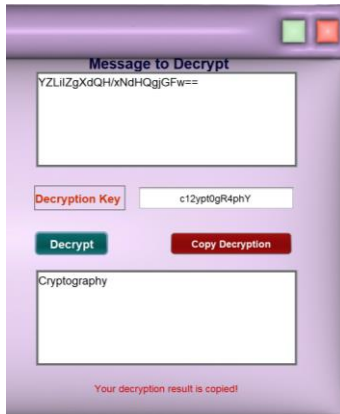 Message to Decrypt
YZLiIZgXdQH/xNdHQgjGFw==
Decryption Key
c12ypt0gR4phY
Decrypt
Copy Decryption
Cryptography
Your decryption result is copied!